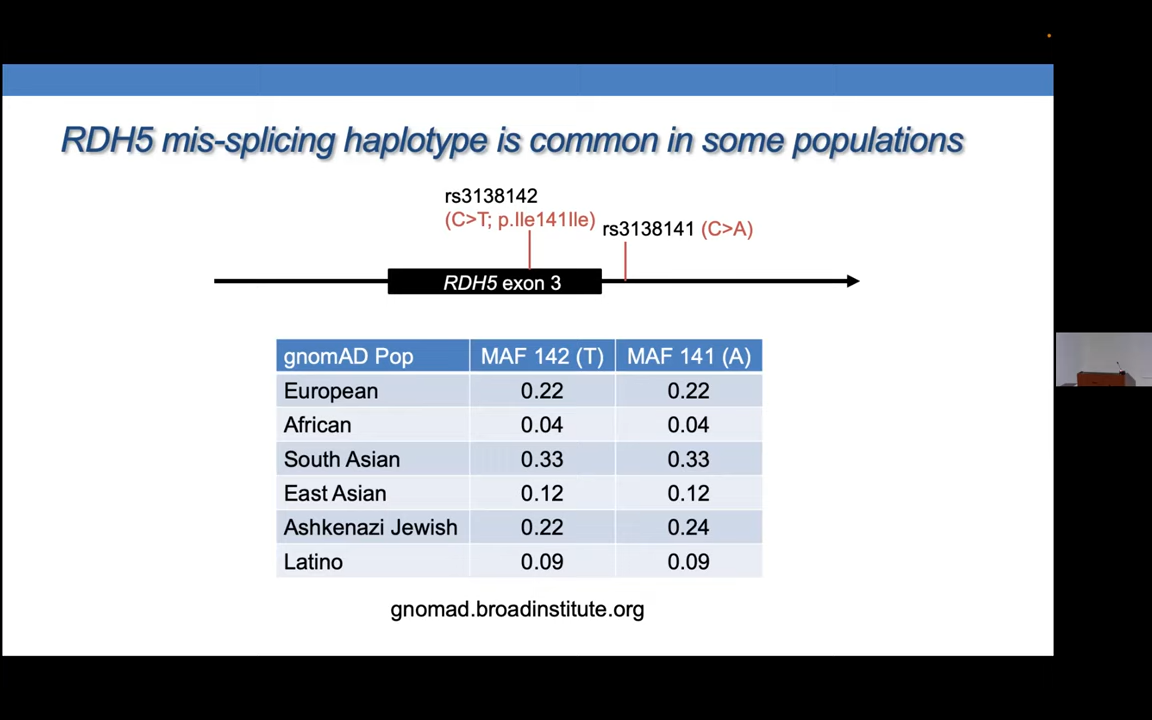 RDH5 mis-splicing haplotype is common in some populations
rs3138142
(C>T; p.Ile141Ile)
rs3138141 (C>A)
RDH5 exon 3
gnomAD Pop MAF 142 (T) MAF 141 (A)
European 0.22 0.22
African 0.04 0.04
South Asian 0.33 0.33
East Asian 0.12 0.12
Ashkenazi Jewish 0.22 0.24
Latino 0.09 0.09
gnomad.broadinstitute.org